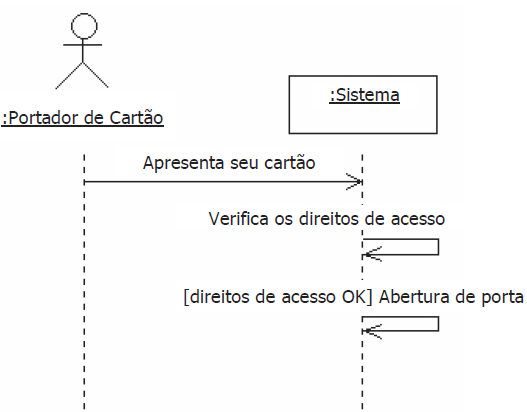 :Portador de Cartão
:Sistema
Apresenta seu cartão
Verifica os direitos de acesso
[direitos de acesso OK] Abertura de porta